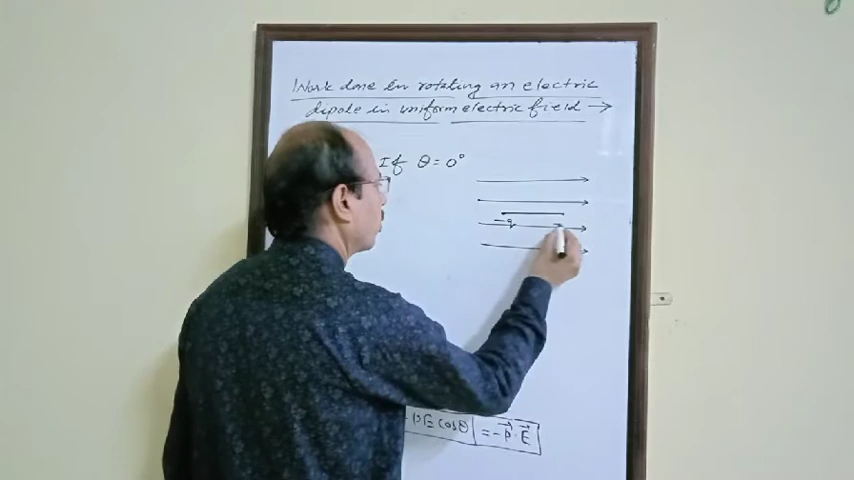 Work done in rotating an electric
dipole in uniform electric field →
If θ = 0°
-q
PE Cosθ = - P⃗. E⃗